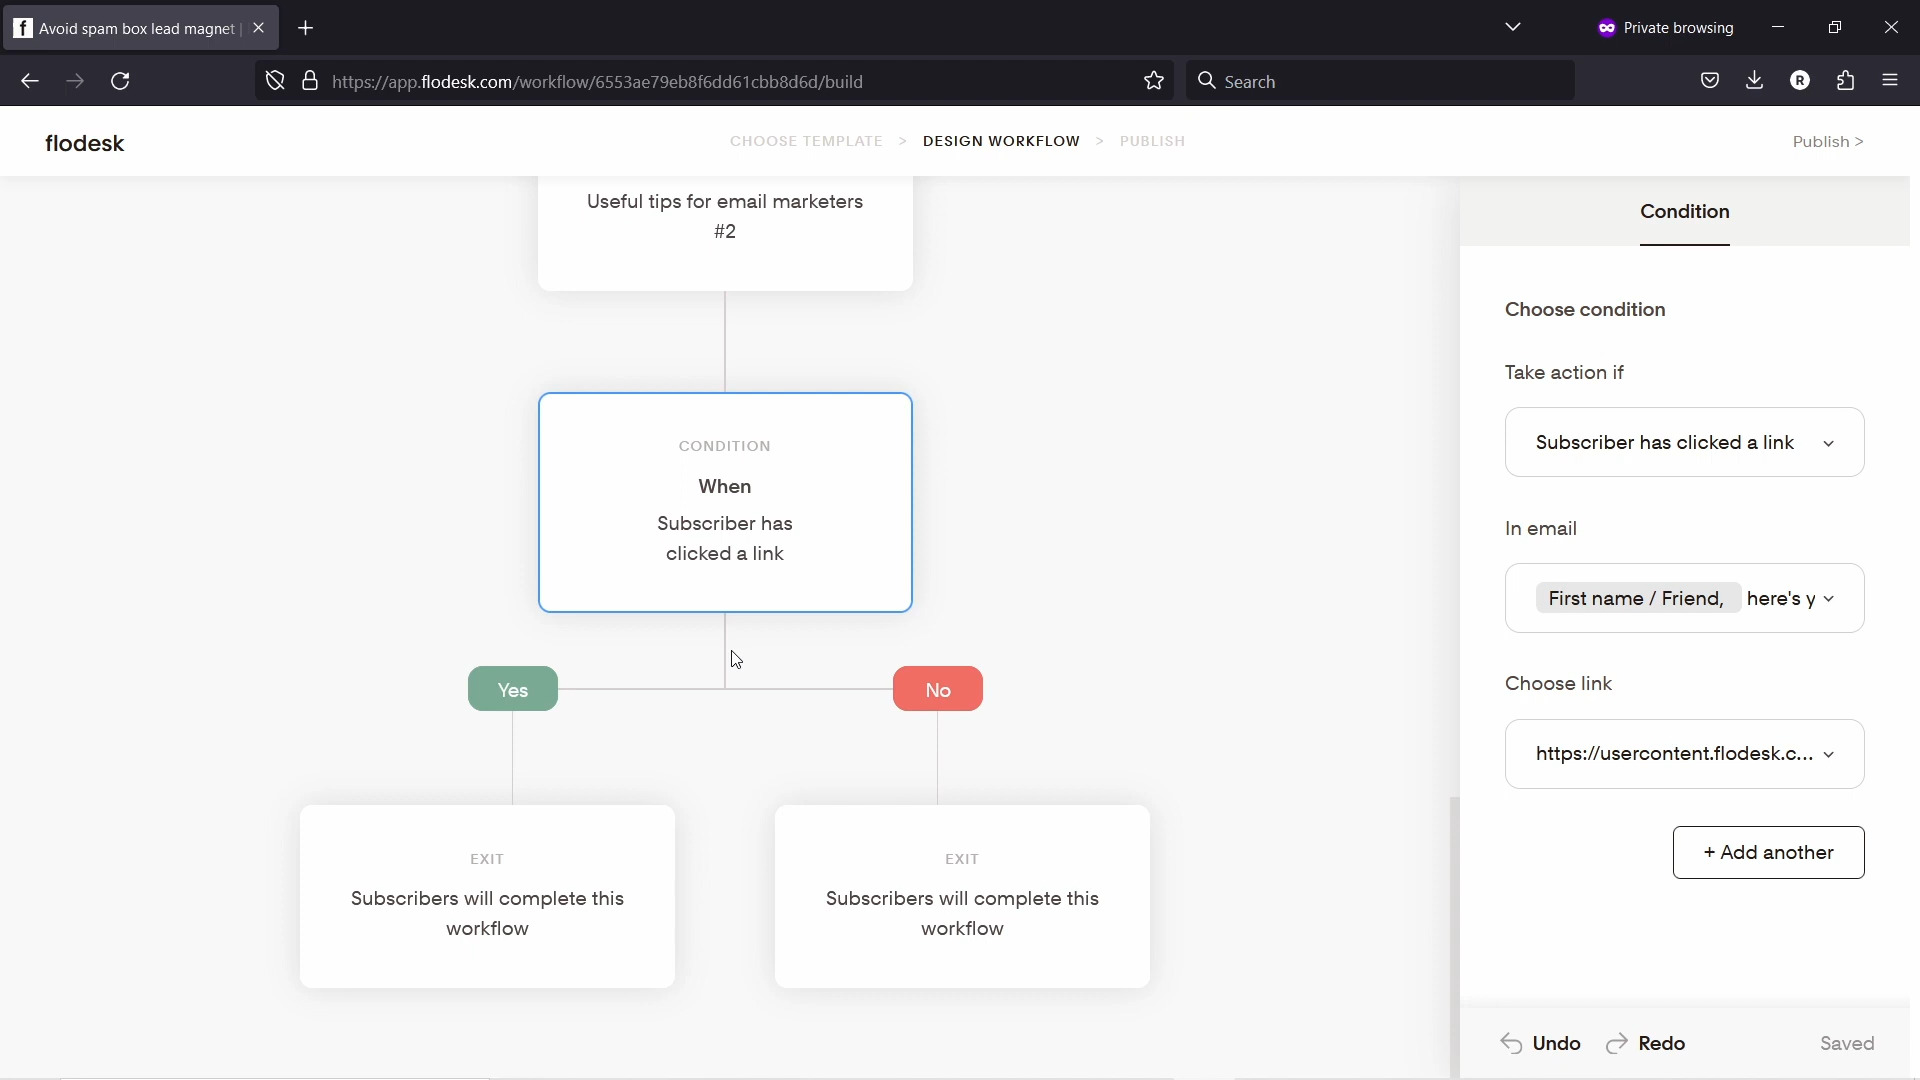 f Avoid spam box lead magnet |
Private browsing
https://app.flodesk.com/workflow/6553ae79eb8f6dd61cbb8d6d/build
Search
R
flodesk
CHOOSE TEMPLATE > DESIGN WORKFLOW > PUBLISH
Publish >
Useful tips for email marketers
#2
CONDITION
When
Subscriber has
clicked a link
Yes
No
EXIT
Subscribers will complete this
workflow
EXIT
Subscribers will complete this
workflow
Condition
Choose condition
Take action if
Subscriber has clicked a link
In email
First name / Friend, here's y
Choose link
https://usercontent.flodesk.c...
+ Add another
Undo
Redo
Saved